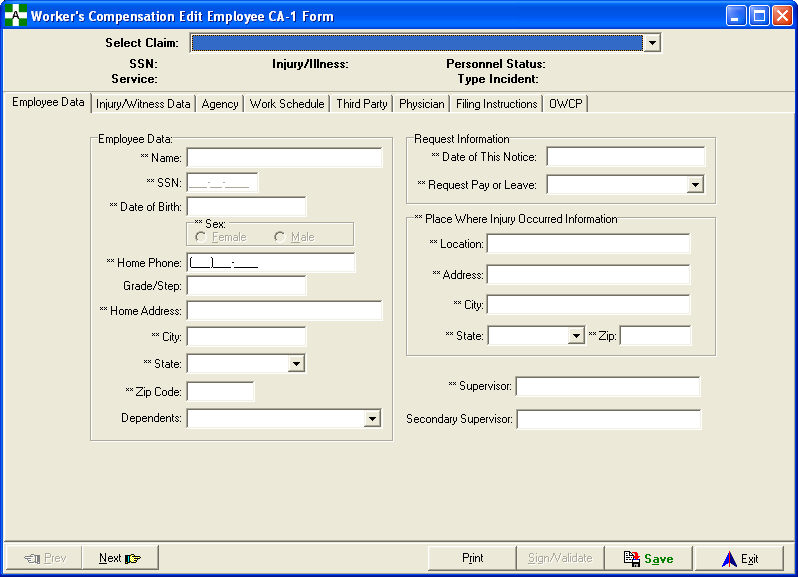 A Worker's Compensation Edit Employee CA-1 Form
Select Claim:
SSN: Injury/Illness: Personnel Status:
Service: Type Incident:
Employee Data Injury/Witness Data Agency Work Schedule Third Party Physician Filing Instructions OWCP
Employee Data:
** Name:
** SSN: ___-__-____
** Date of Birth:
** Sex:
Female Male
** Home Phone: (___)___-____
Grade/Step:
** Home Address:
** City:
** State:
** Zip Code:
Dependents:
Request Information
** Date of This Notice:
** Request Pay or Leave:
** Place Where Injury Occurred Information
** Location:
** Address:
** City:
** State: ** Zip:
** Supervisor:
Secondary Supervisor:
Prev Next Print Sign/Validate Save Exit